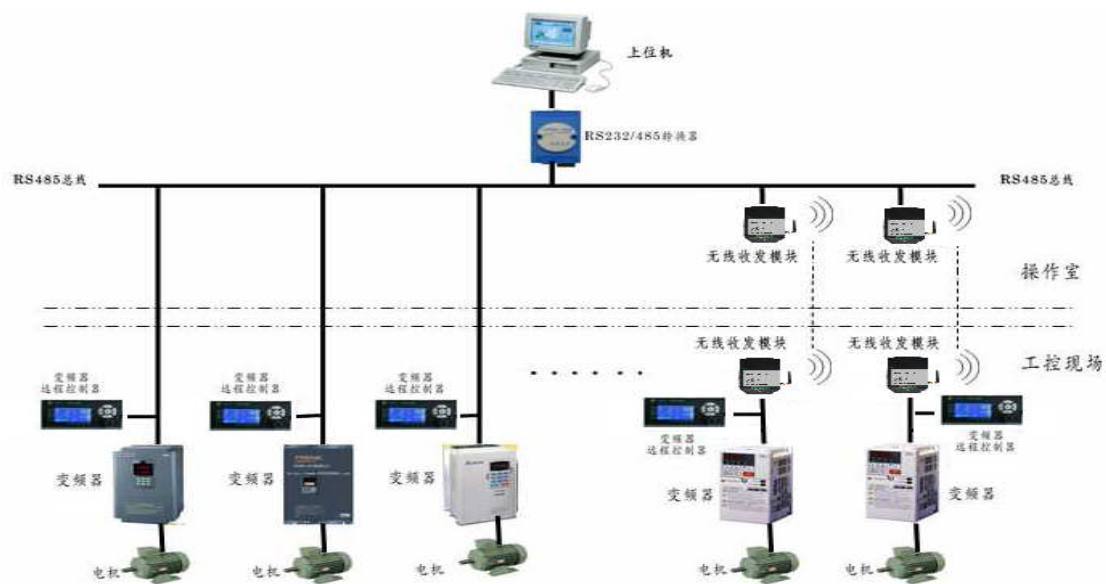 上位机
RS232/485转换器
RS485总线
RS485总线
无线收发模块
无线收发模块
操作室
无线收发模块
无线收发模块
工控现场
变频器
远程控制器
变频器
远程控制器
变频器
远程控制器
· · · · · ·
变频器
远程控制器
变频器
远程控制器
变频器
变频器
变频器
变频器
变频器
电机
电机
电机
电机
电机